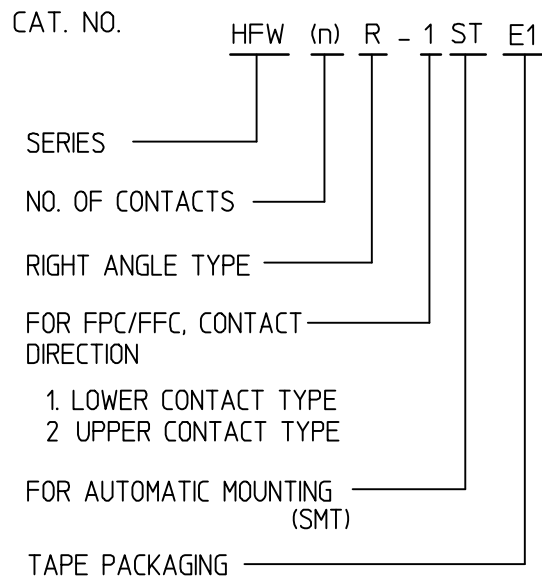 CAT. NO.
HFW (n) R - 1 ST E1
SERIES
NO. OF CONTACTS
RIGHT ANGLE TYPE
FOR FPC/FFC, CONTACT
DIRECTION
1. LOWER CONTACT TYPE
2 UPPER CONTACT TYPE
FOR AUTOMATIC MOUNTING
(SMT)
TAPE PACKAGING